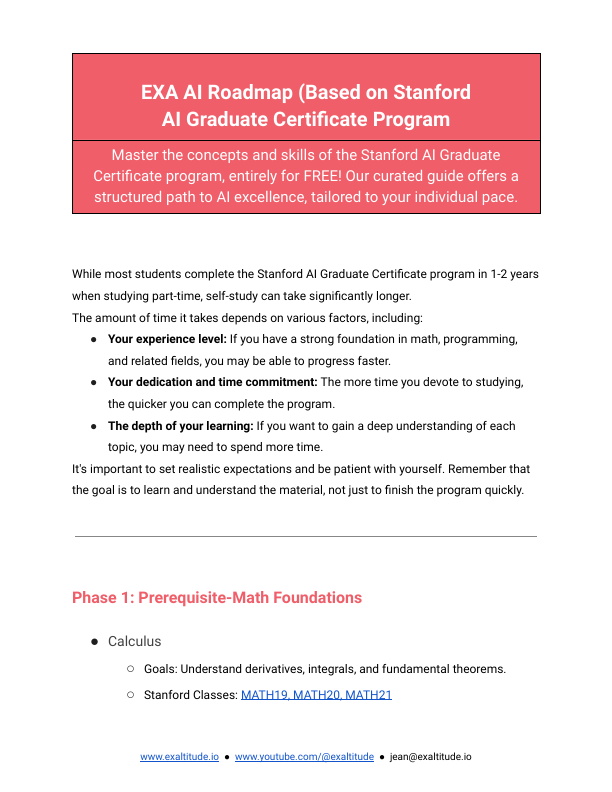 EXA AI Roadmap (Based on Stanford
AI Graduate Certificate Program
Master the concepts and skills of the Stanford AI Graduate
Certificate program, entirely for FREE! Our curated guide offers a
structured path to AI excellence, tailored to your individual pace.
While most students complete the Stanford AI Graduate Certificate program in 1-2 years
when studying part-time, self-study can take significantly longer.
The amount of time it takes depends on various factors, including:
● Your experience level: If you have a strong foundation in math, programming,
and related fields, you may be able to progress faster.
● Your dedication and time commitment: The more time you devote to studying,
the quicker you can complete the program.
● The depth of your learning: If you want to gain a deep understanding of each
topic, you may need to spend more time.
It's important to set realistic expectations and be patient with yourself. Remember that
the goal is to learn and understand the material, not just to finish the program quickly.
Phase 1: Prerequisite-Math Foundations
● Calculus
○ Goals: Understand derivatives, integrals, and fundamental theorems.
○ Stanford Classes: MATH19, MATH20, MATH21
www.exaltitude.io ● www.youtube.com/@exaltitude ● jean@exaltitude.io